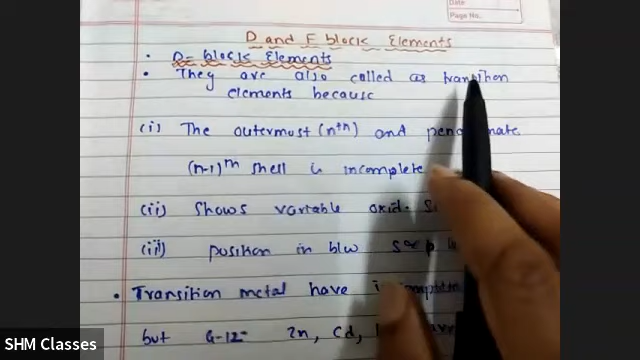 Date:
Page No.
D and F block Elements
• D- block Elements
• They are also called as transition
elements because
(i) The outermost (nth) and
(n-1)th shell is incomplete
(ii) Shows variable oxid.
(iii) position in b/w s
• Transition metal have
but G-12 Zn, Cd,
SHM Classes